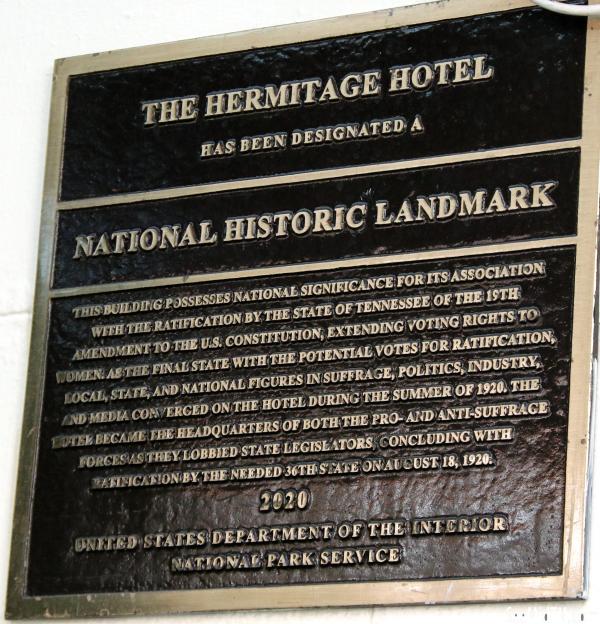 THE HERMITAGE HOTEL
HAS BEEN DESIGNATED A
NATIONAL HISTORIC LANDMARK
THIS BUILDING POSSESSES NATIONAL SIGNIFICANCE FOR ITS ASSOCIATION
WITH THE RATIFICATION BY THE STATE OF TENNESSEE OF THE 19TH
AMENDMENT TO THE U.S. CONSTITUTION, EXTENDING VOTING RIGHTS TO
WOMEN. AS THE FINAL STATE WITH THE POTENTIAL VOTES FOR RATIFICATION,
LOCAL, STATE, AND NATIONAL FIGURES IN SUFFRAGE, POLITICS, INDUSTRY,
AND MEDIA CONVERGED ON THE HOTEL DURING THE SUMMER OF 1920. THE
HOTEL BECAME THE HEADQUARTERS OF BOTH THE PRO- AND ANTI-SUFFRAGE
FORCES AS THEY LOBBIED STATE LEGISLATORS, CONCLUDING WITH
RATIFICATION BY THE NEEDED 36TH STATE ON AUGUST 18, 1920.
2020
UNITED STATES DEPARTMENT OF THE INTERIOR
NATIONAL PARK SERVICE